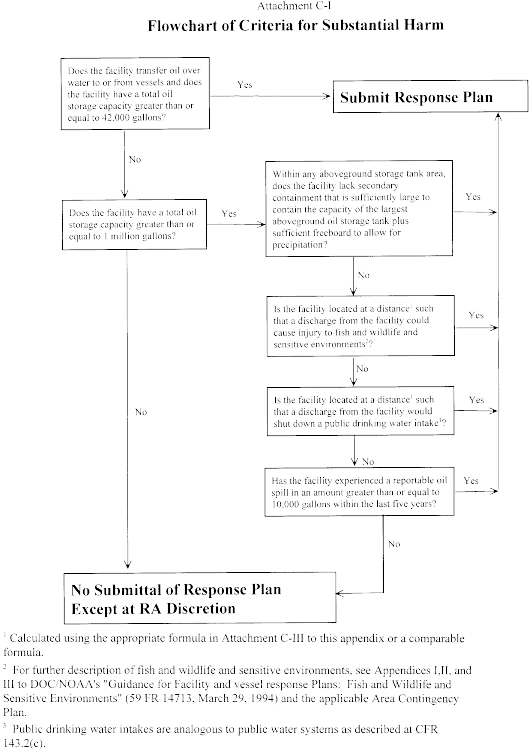 Attachment C-I
Flowchart of Criteria for Substantial Harm
Does the facility transfer oil over
water to or from vessels and does
the facility have a total oil
storage capacity greater than or
equal to 42,000 gallons?
Yes
Submit Response Plan
No
Does the facility have a total oil
storage capacity greater than or
equal to 1 million gallons?
Yes
Within any aboveground storage tank area,
does the facility lack secondary
containment that is sufficiently large to
contain the capacity of the largest
aboveground oil storage tank plus
sufficient freeboard to allow for
precipitation?
Yes
No
Is the facility located at a distance¹ such
that a discharge from the facility could
cause injury to fish and wildlife and
sensitive environments²?
Yes
No
Is the facility located at a distance¹ such
that a discharge from the facility would
shut down a public drinking water intake³?
Yes
No
No
Has the facility experienced a reportable oil
spill in an amount greater than or equal to
10,000 gallons within the last five years?
Yes
No
No Submittal of Response Plan
Except at RA Discretion
¹ Calculated using the appropriate formula in Attachment C-III to this appendix or a comparable
formula.
² For further description of fish and wildlife and sensitive environments, see Appendices I,II, and
III to DOC/NOAA's "Guidance for Facility and vessel response Plans: Fish and Wildlife and
Sensitive Environments" (59 FR 14713, March 29, 1994) and the applicable Area Contingency
Plan.
³ Public drinking water intakes are analogous to public water systems as described at CFR
143.2(c).